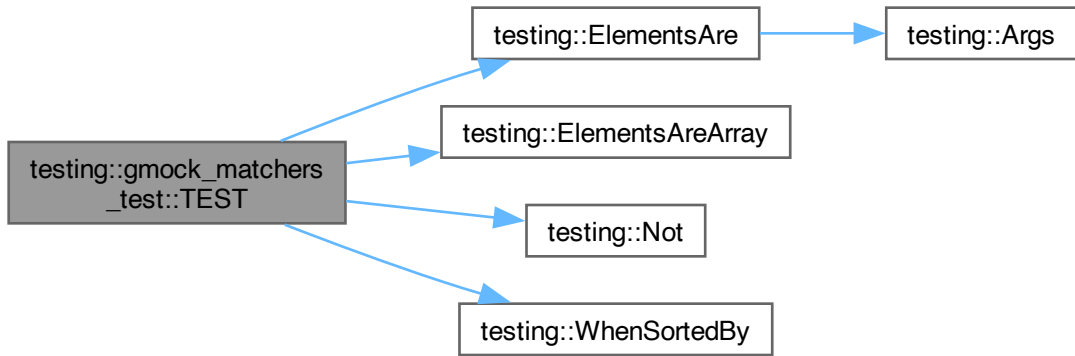 testing::ElementsAre
testing::Args
testing::ElementsAreArray
testing::gmock_matchers
_test::TEST
testing::Not
testing::WhenSortedBy